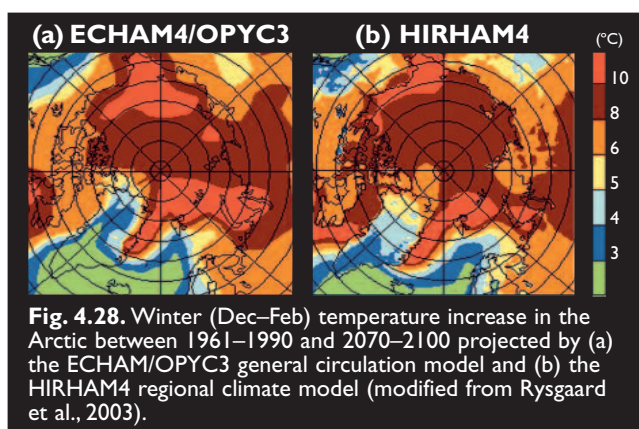 (a) ECHAM4/OPYC3
(b) HIRHAM4
(°C)
10
8
6
5
4
3
Fig. 4.28. Winter (Dec–Feb) temperature increase in the
Arctic between 1961–1990 and 2070–2100 projected by (a)
the ECHAM/OPYC3 general circulation model and (b) the
HIRHAM4 regional climate model (modified from Rysgaard
et al., 2003).